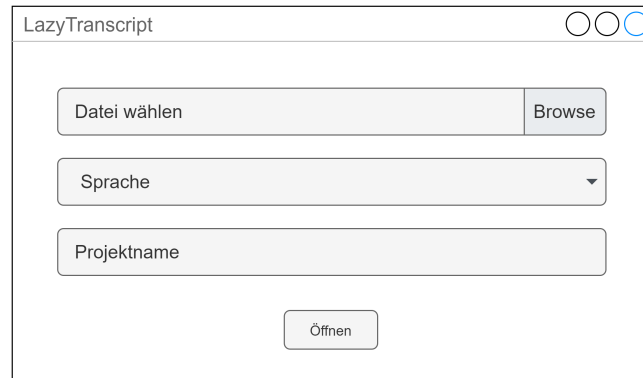 LazyTranscript
Datei wählen
Browse
Sprache
Projektname
Öffnen